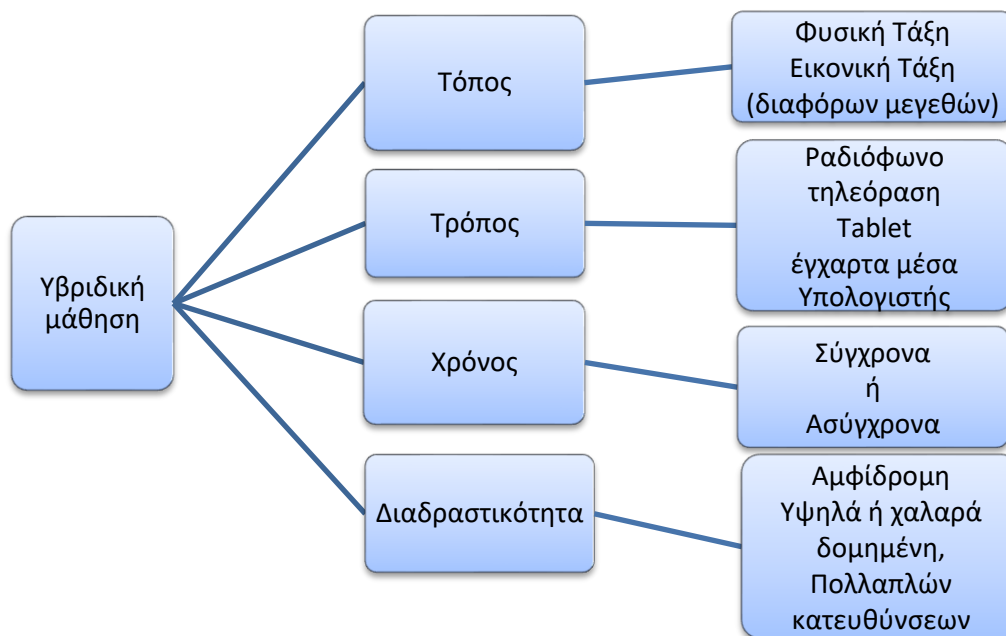 Υβριδική
μάθηση
Τόπος
Φυσική Τάξη
Εικονική Τάξη
(διαφόρων μεγεθών)
Τρόπος
Ραδιόφωνο
τηλεόραση
Tablet
έγχαρτα μέσα
Υπολογιστής
Χρόνος
Σύγχρονα
ή
Ασύγχρονα
Διαδραστικότητα
Αμφίδρομη
Υψηλά ή χαλαρά
δομημένη,
Πολλαπλών
κατευθύνσεων